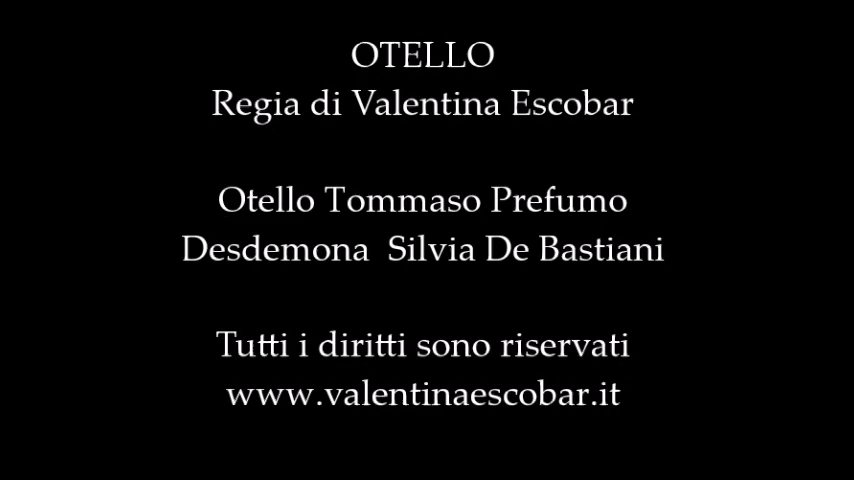 OTELLO
Regia di Valentina Escobar
Otello Tommaso Prefumo
Desdemona  Silvia De Bastiani
Tutti i diritti sono riservati
www.valentinaescobar.it